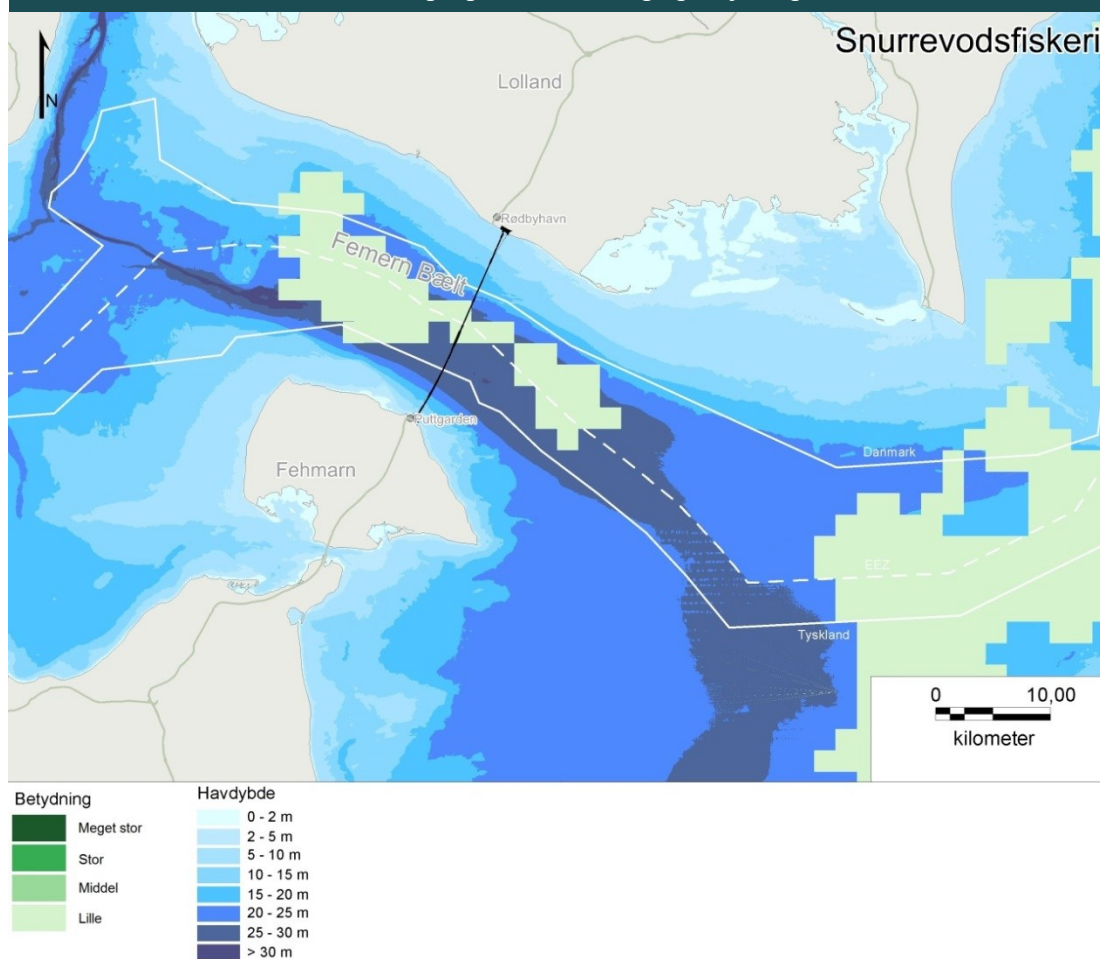 Snurrevodsfiskeri
N
Lolland
Rødbyhavn
Femern Bælt
Puttgarden
Fehmarn
Danmark
EEZ
Tyskland
0 10,00
kilometer
Betydning
Meget stor
Stor
Middel
Lille
Havdybde
0 - 2 m
2 - 5 m
5 - 10 m
10 - 15 m
15 - 20 m
20 - 25 m
25 - 30 m
> 30 m